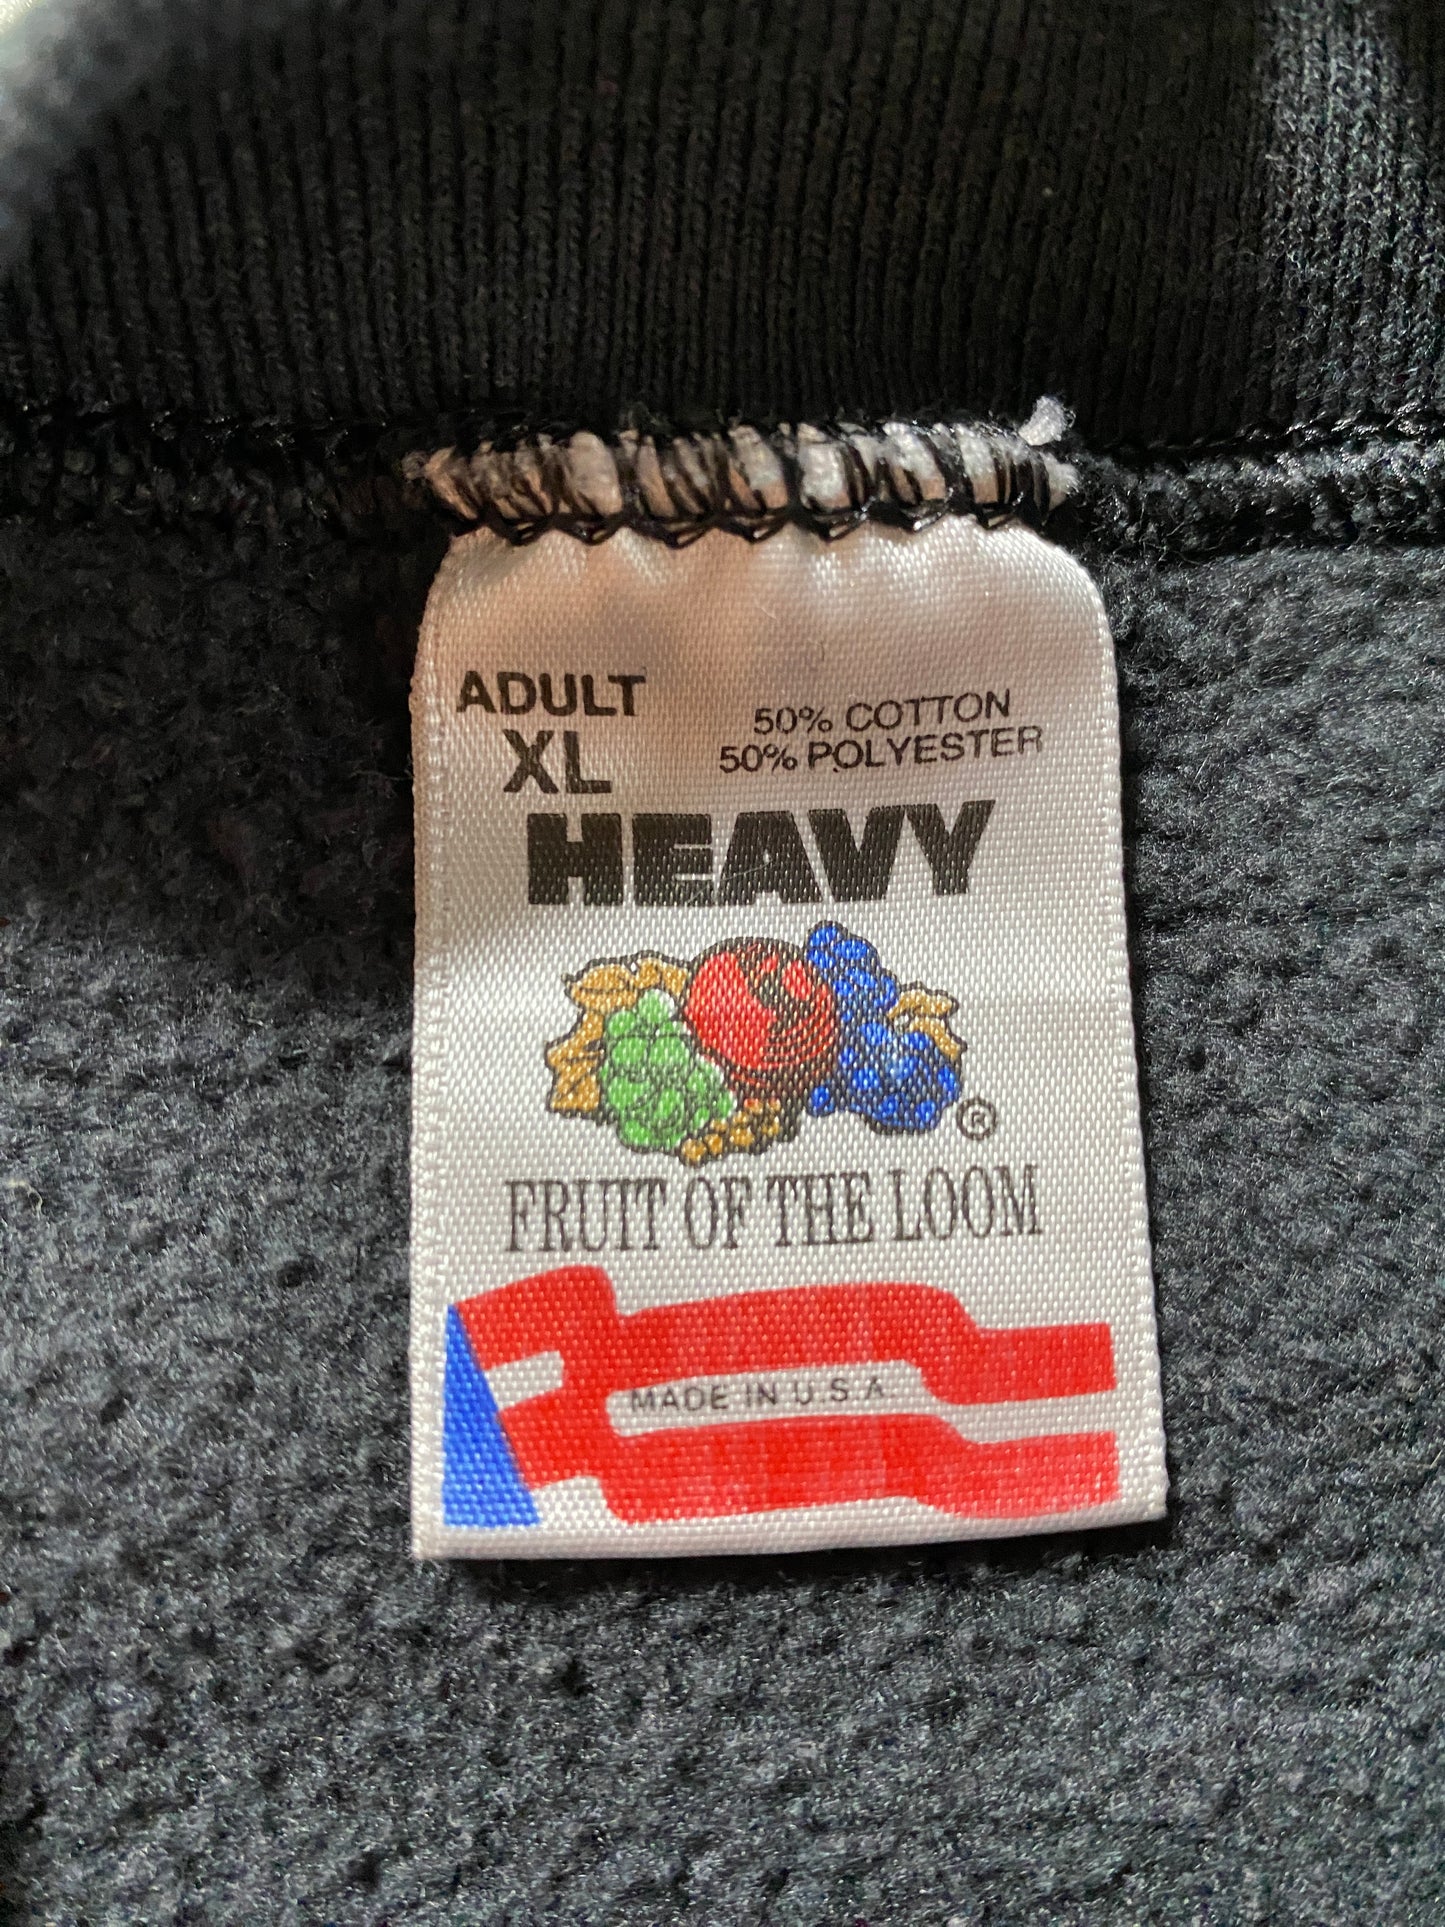 ADULT
XL
50% COTTON
50% POLYESTER
HEAVY
®
FRUIT OF THE LOOM
MADE IN U.S.A.